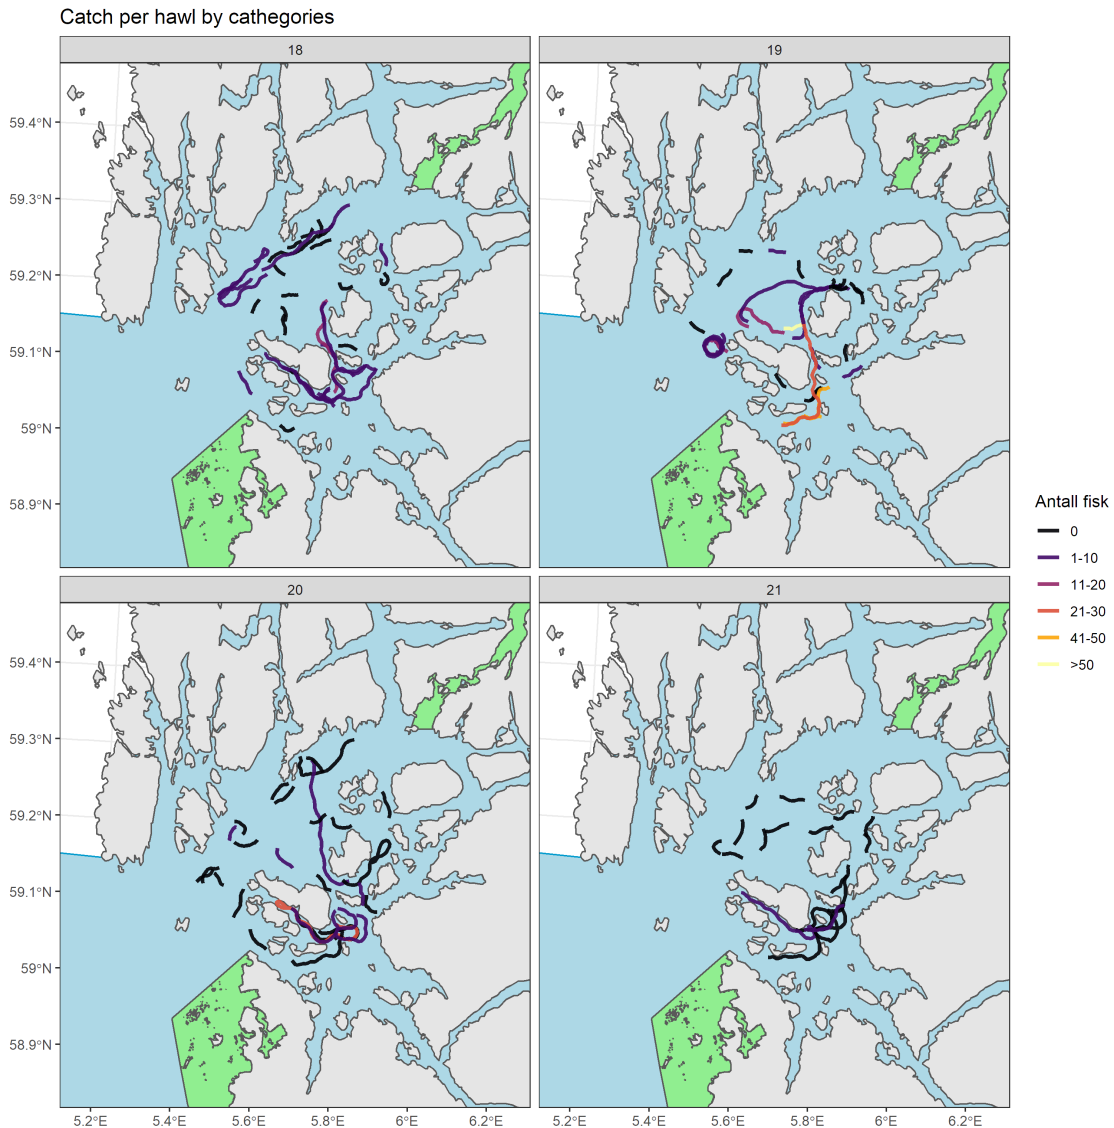 Catch per hawl by cathegories
18
19
59.4°N
59.3°N
59.2°N
59.1°N
59°N
58.9°N
20
21
59.4°N
59.3°N
59.2°N
59.1°N
59°N
58.9°N
5.2°E 5.4°E 5.6°E 5.8°E 6°E 6.2°E
5.2°E 5.4°E 5.6°E 5.8°E 6°E 6.2°E
Antall fisk
0
1-10
11-20
21-30
41-50
>50